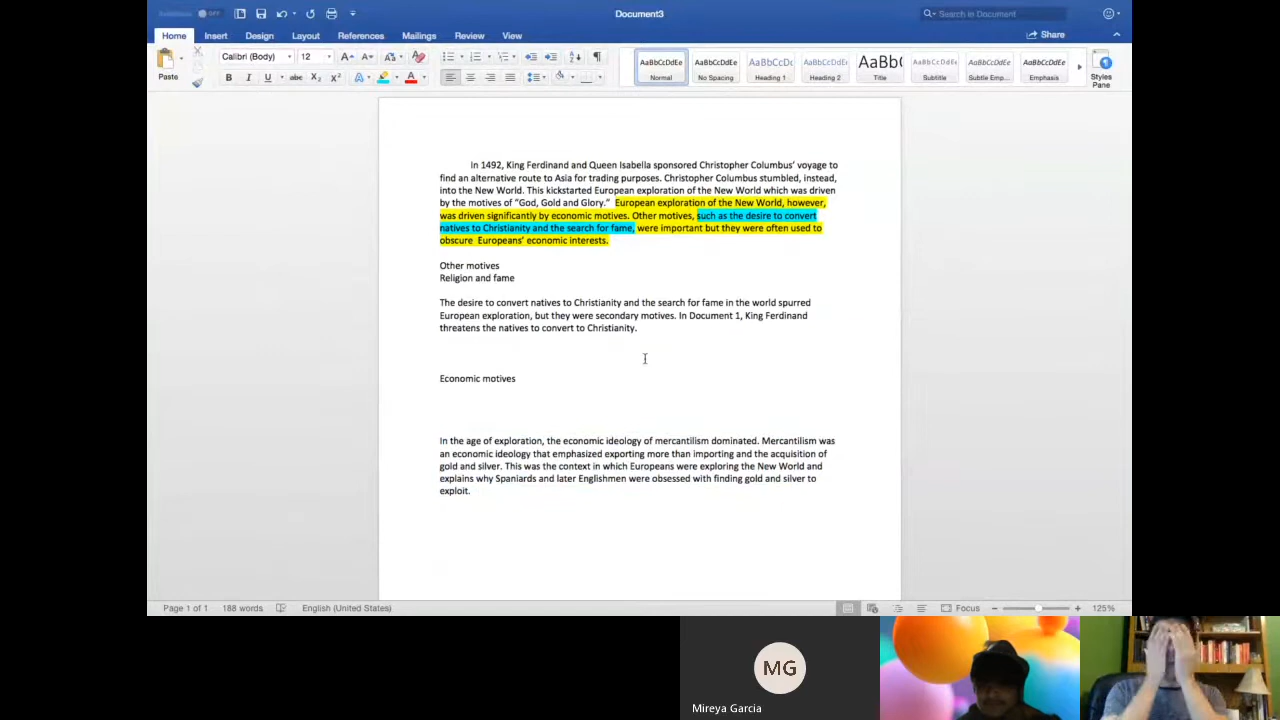 Document3
Search in Document
Home Insert Design Layout References Mailings Review View
Share
Paste
Calibri (Body) 12
AaBbCcDdEe AaBbCcDdEe AaBbCcDc AaBbCcDdEe AaBbC AaBbCcDdEe AaBbCcDdEe AaBbCcDdEe
Normal No Spacing Heading 1 Heading 2 Title Subtitle Subtle Emp... Emphasis
Styles
Pane
In 1492, King Ferdinand and Queen Isabella sponsored Christopher Columbus' voyage to
find an alternative route to Asia for trading purposes. Christopher Columbus stumbled, instead,
into the New World. This kickstarted European exploration of the New World which was driven
by the motives of "God, Gold and Glory." European exploration of the New World, however,
was driven significantly by economic motives. Other motives, such as the desire to convert
natives to Christianity and the search for fame, were important but they were often used to
obscure Europeans' economic interests.
Other motives
Religion and fame
The desire to convert natives to Christianity and the search for fame in the world spurred
European exploration, but they were secondary motives. In Document 1, King Ferdinand
threatens the natives to convert to Christianity.
Economic motives
In the age of exploration, the economic ideology of mercantilism dominated. Mercantilism was
an economic ideology that emphasized exporting more than importing and the acquisition of
gold and silver. This was the context in which Europeans were exploring the New World and
explains why Spaniards and later Englishmen were obsessed with finding gold and silver to
exploit.
Page 1 of 1 188 words English (United States) Focus 125%
MG
Mireya Garcia